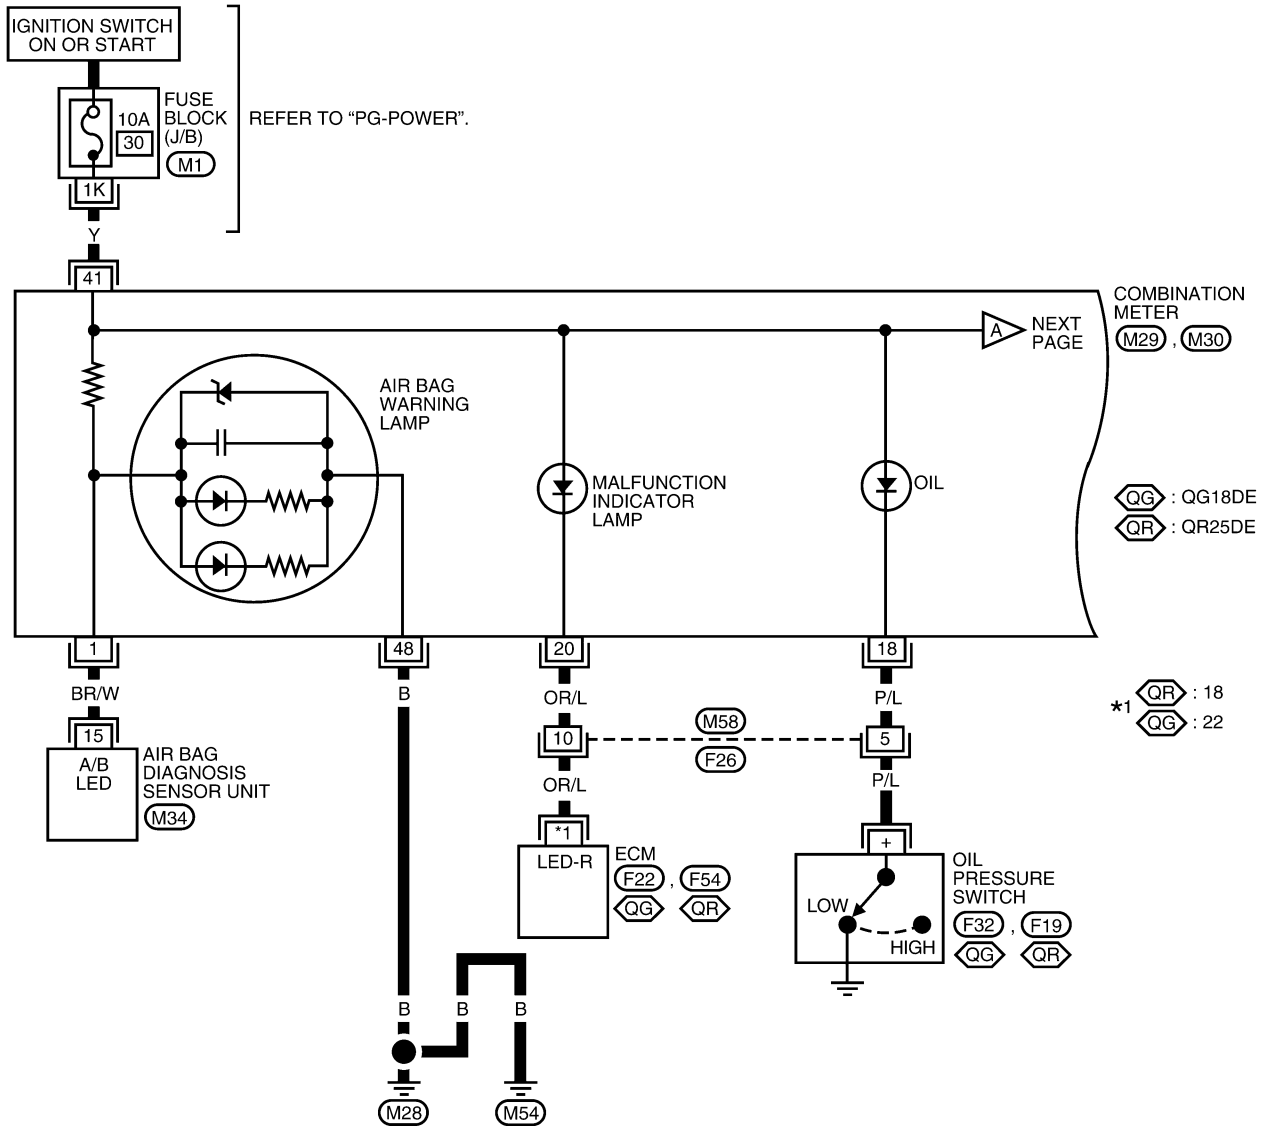 IGNITION SWITCH
ON OR START
FUSE
BLOCK
(J/B)
M1
10A
30
REFER TO “PG-POWER”.
1K
Y
41
COMBINATION
METER
M29 , M30
A
NEXT
PAGE
AIR BAG
WARNING
LAMP
MALFUNCTION
INDICATOR
LAMP
OIL
QG : QG18DE
QR : QR25DE
1
48
20
18
BR/W
B
OR/L
P/L
*1
QR : 18
QG : 22
15
A/B
LED
AIR BAG
DIAGNOSIS
SENSOR UNIT
M34
10
M58
F26
5
OR/L
P/L
*1
LED-R
ECM
F22 , F54
QG QR
+
LOW
HIGH
OIL
PRESSURE
SWITCH
F32 , F19
QG QR
B
B
B
M28
M54